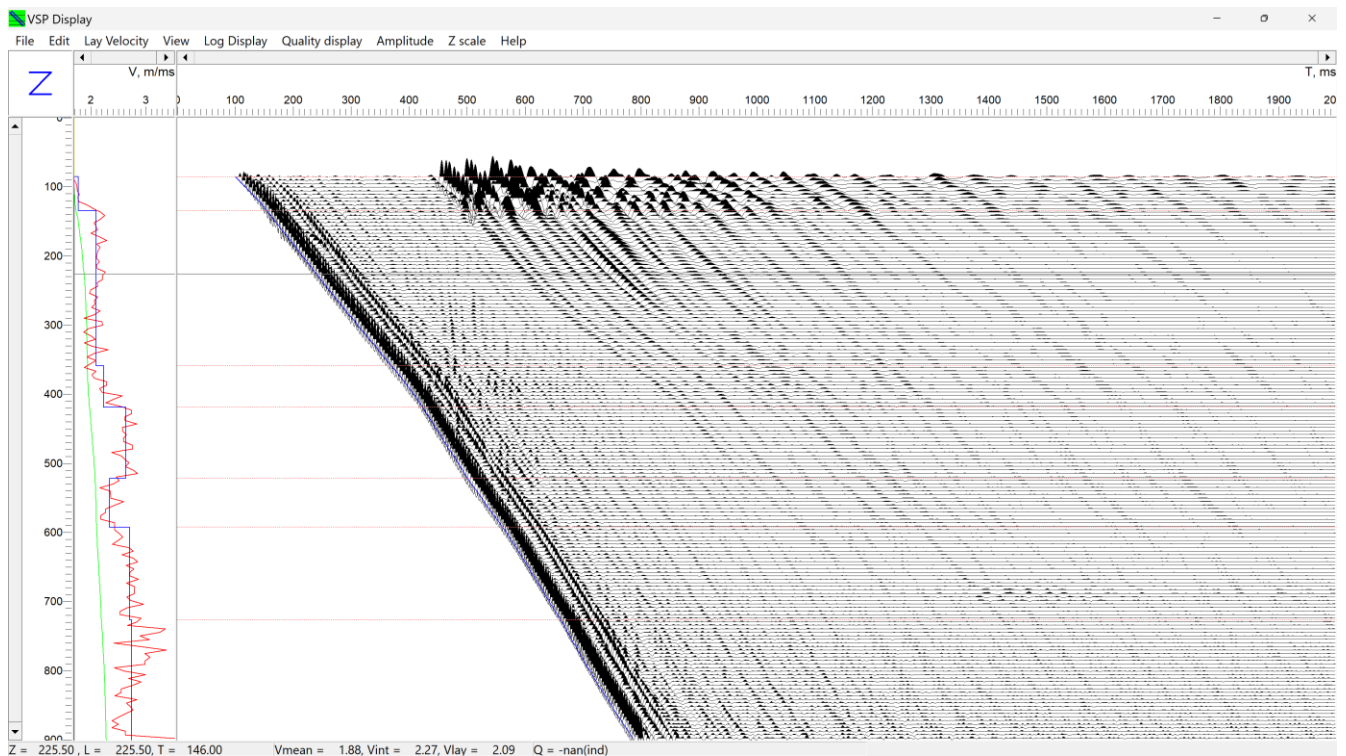 VSP Display
File Edit Lay Velocity View Log Display Quality display Amplitude Z scale Help
V, m/ms
T, ms
Z
2 3 0 100 200 300 400 500 600 700 800 900 1000 1100 1200 1300 1400 1500 1600 1700 1800 1900 20
0
100
200
300
400
500
600
700
800
900
Z = 225.50 , L = 225.50, T = 146.00 Vmean = 1.88, Vint = 2.27, Vlay = 2.09 Q = -nan(ind)